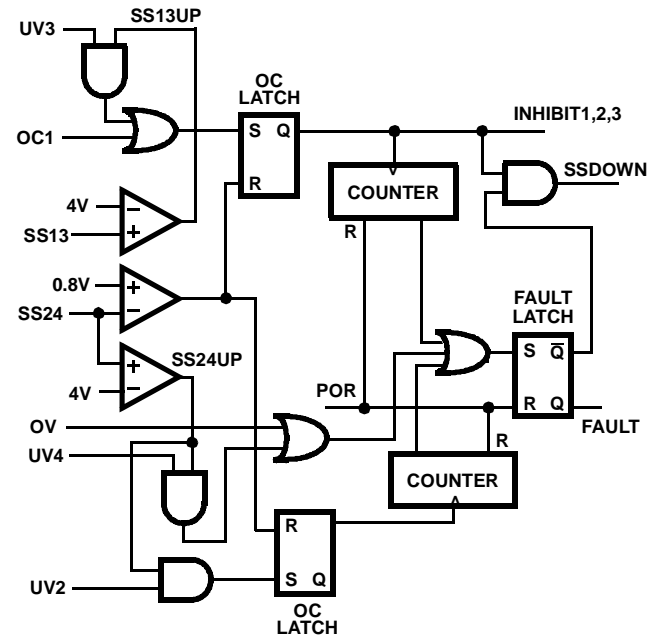 SS13UP
UV3
OC
LATCH
S Q
R
INHIBIT1,2,3
OC1
SSDOWN
COUNTER
R
4V
−
+
SS13
0.8V
+
−
SS24
FAULT
LATCH
S Q
R Q
SS24UP
+
−
4V
POR
FAULT
OV
UV4
R
COUNTER
R
S Q
UV2
OC
LATCH